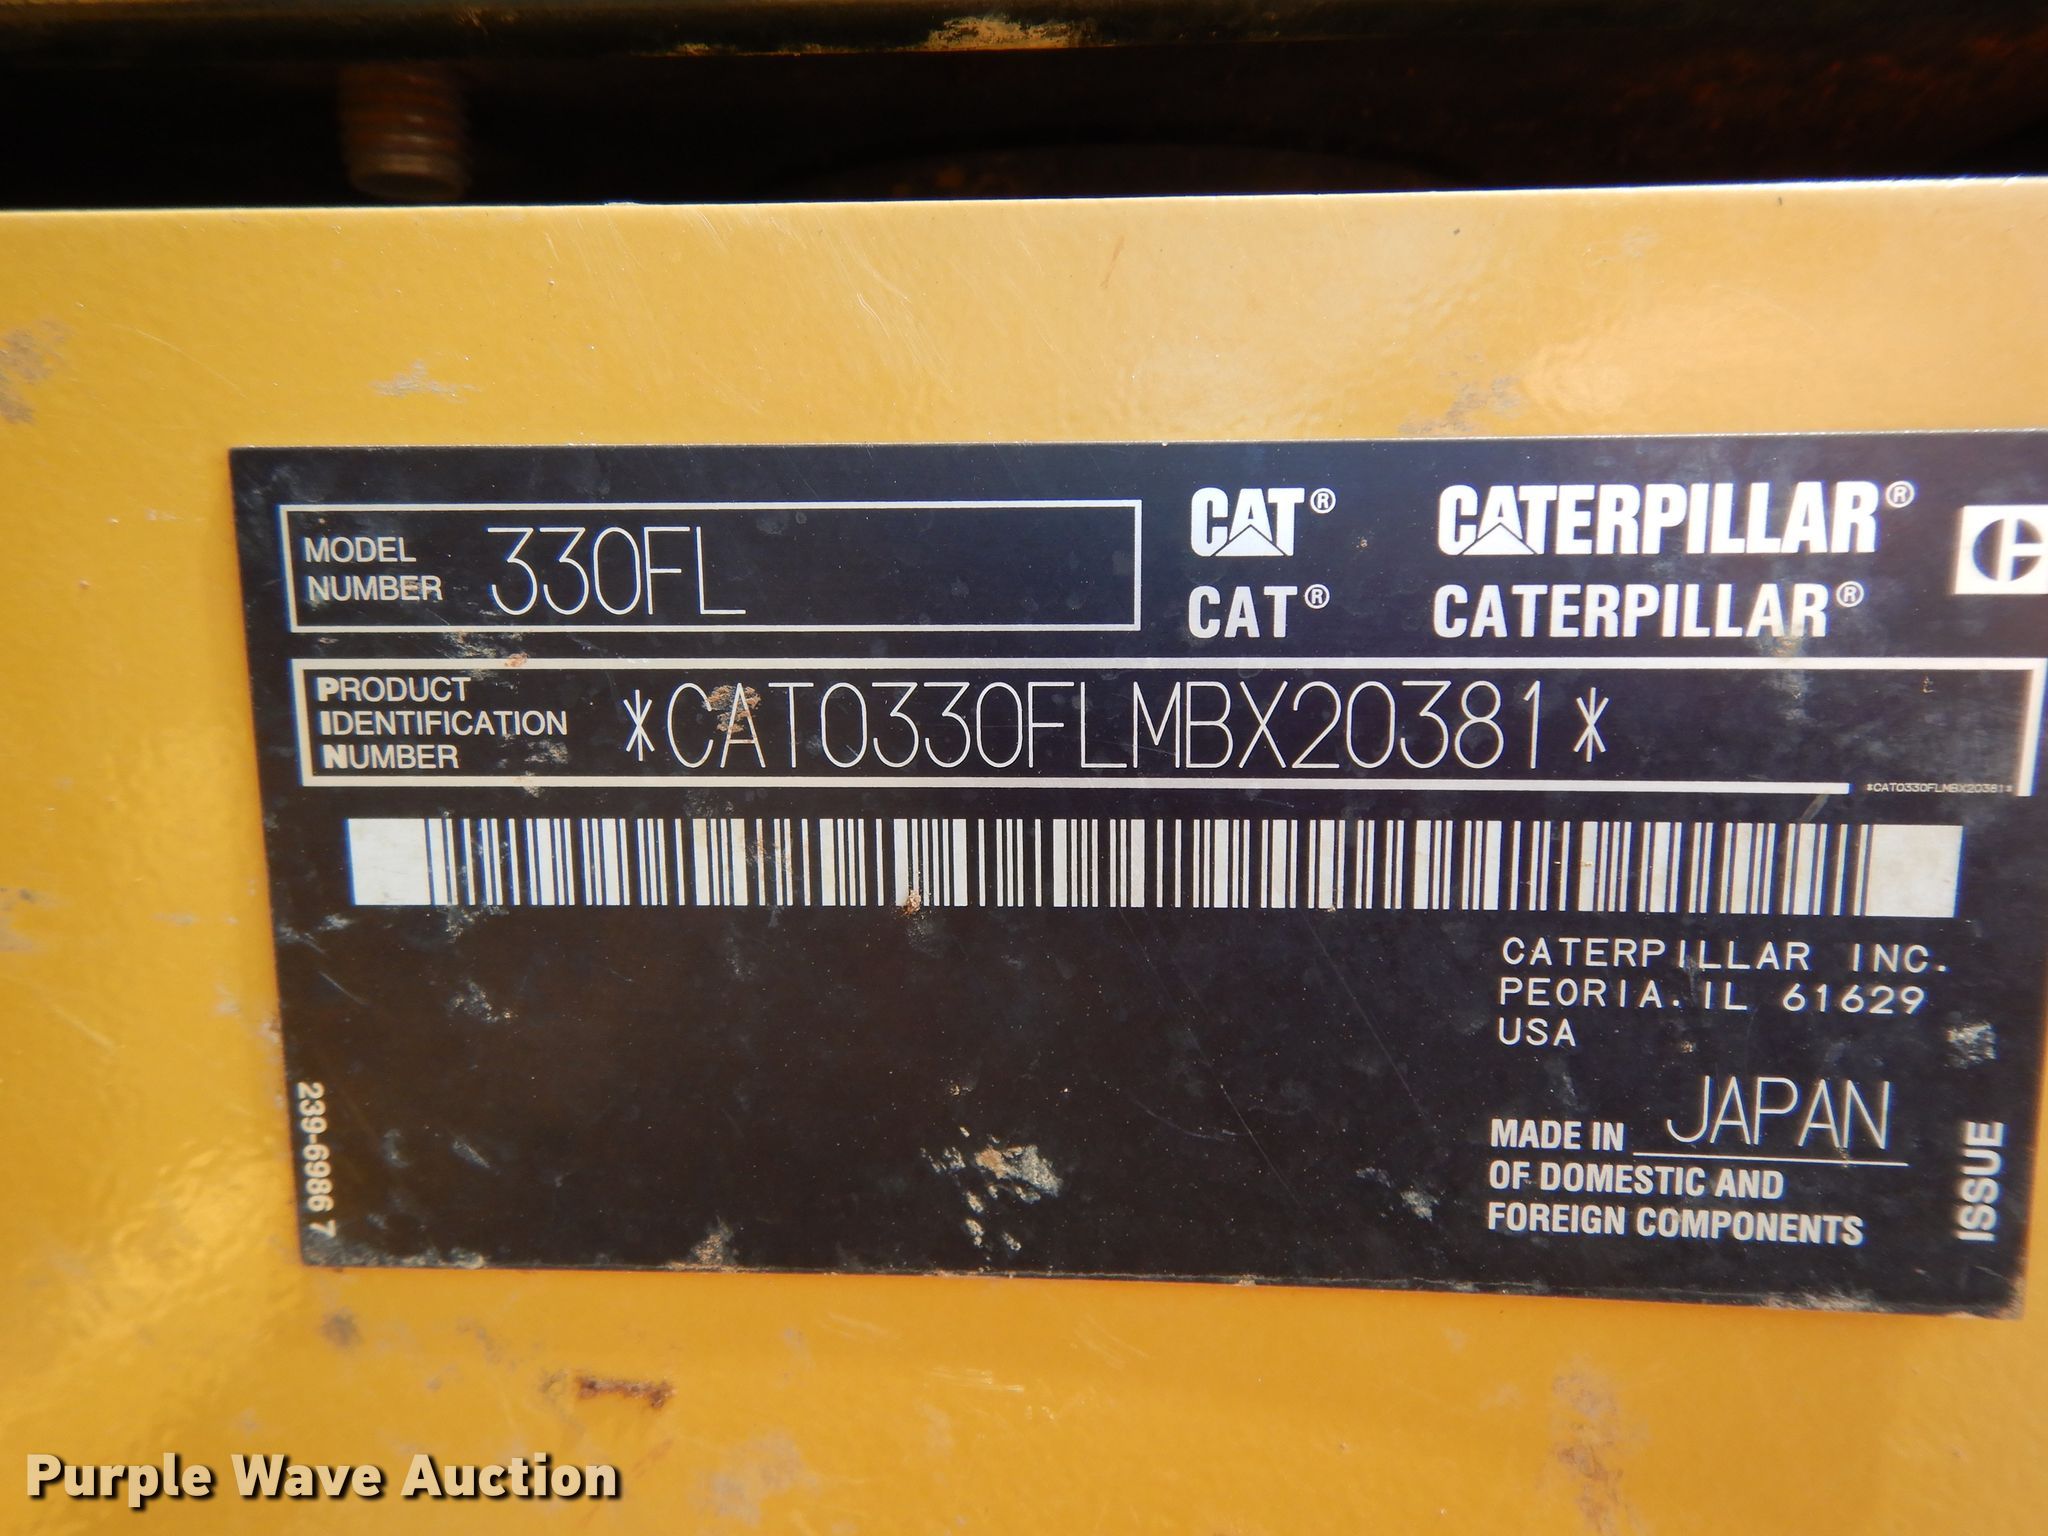 MODEL
NUMBER 330FL
CAT® CATERPILLAR®
CAT® CATERPILLAR®
PRODUCT
IDENTIFICATION
NUMBER *CAT0330FLMBX20381*
*CAT0330FLMBX20381*
CATERPILLAR INC.
PEORIA. IL 61629
USA
MADE IN JAPAN
OF DOMESTIC AND
FOREIGN COMPONENTS
ISSUE
239-6986 7
Purple Wave Auction